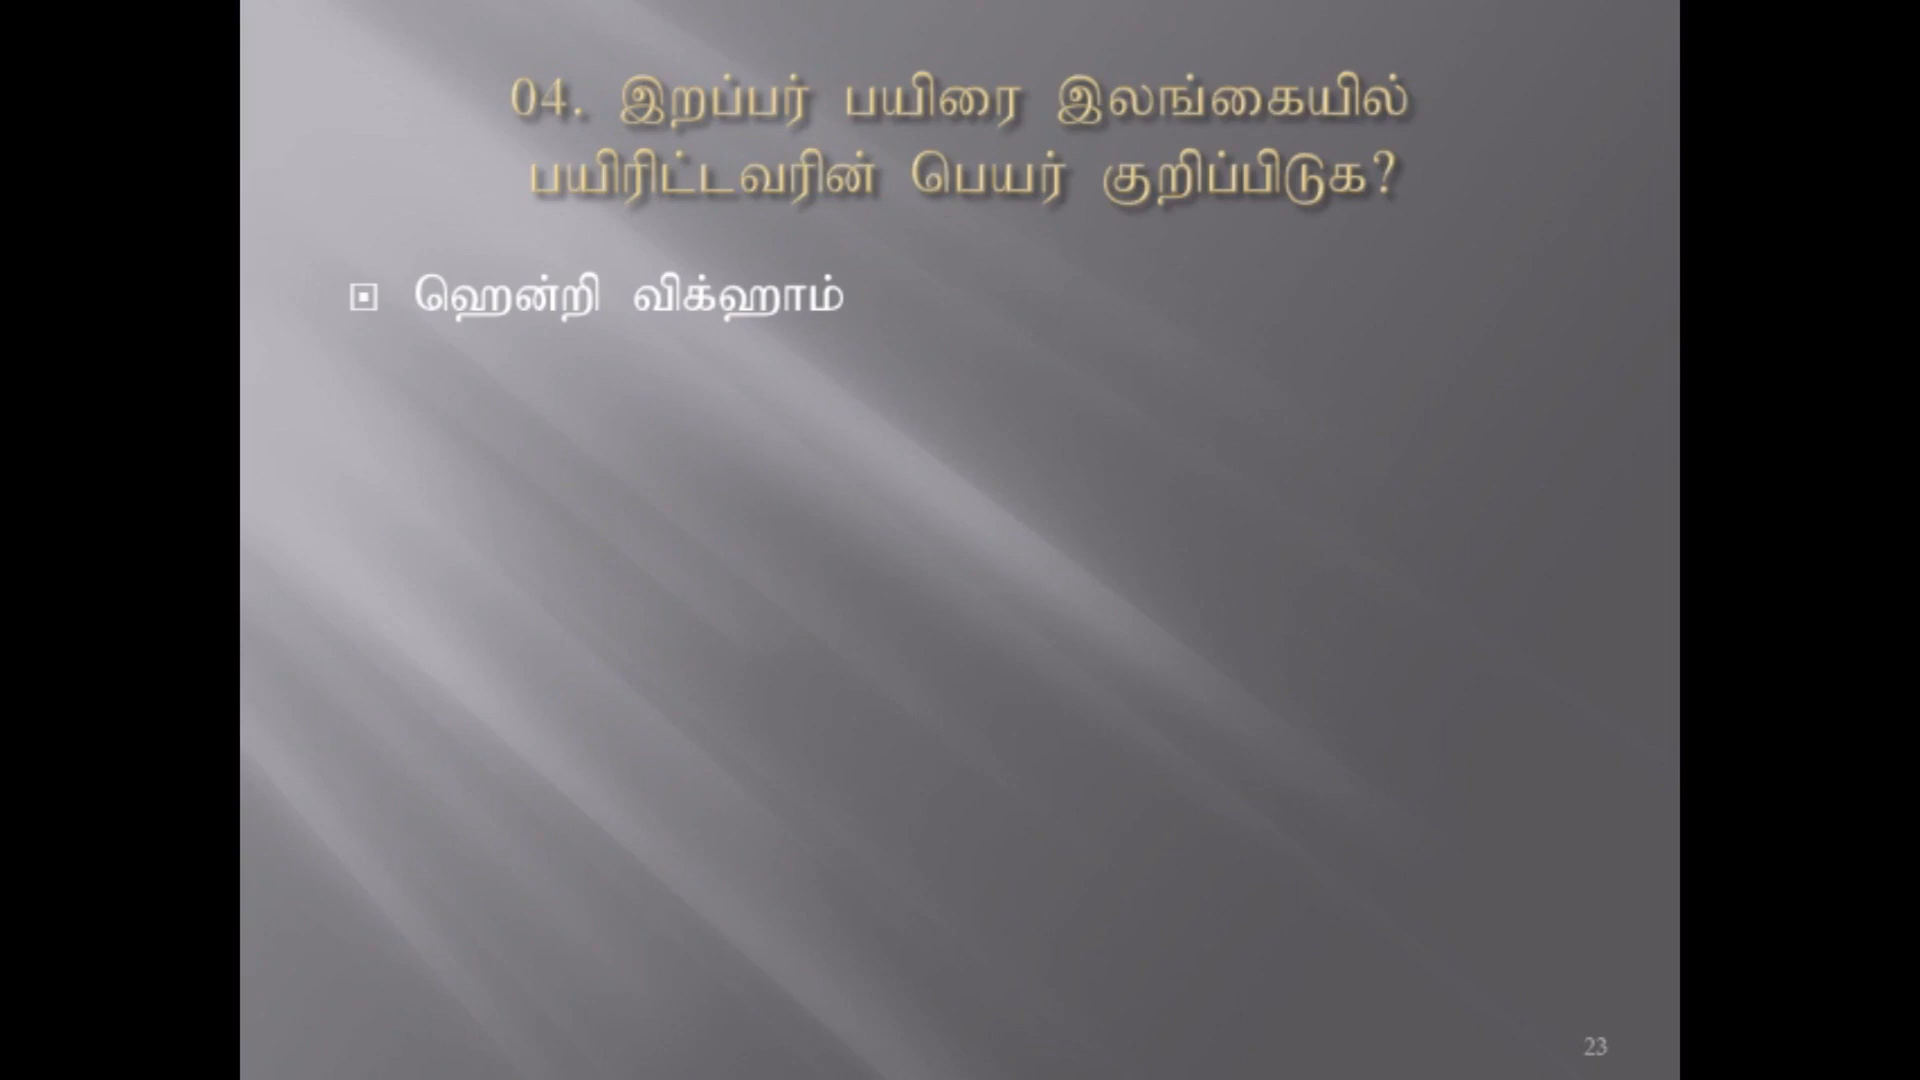 04. இறப்பர் பயிரை இலங்கையில்
பயிரிட்டவரின் பெயர் குறிப்பிடுக?
ஹென்றி விக்ஹாம்
23